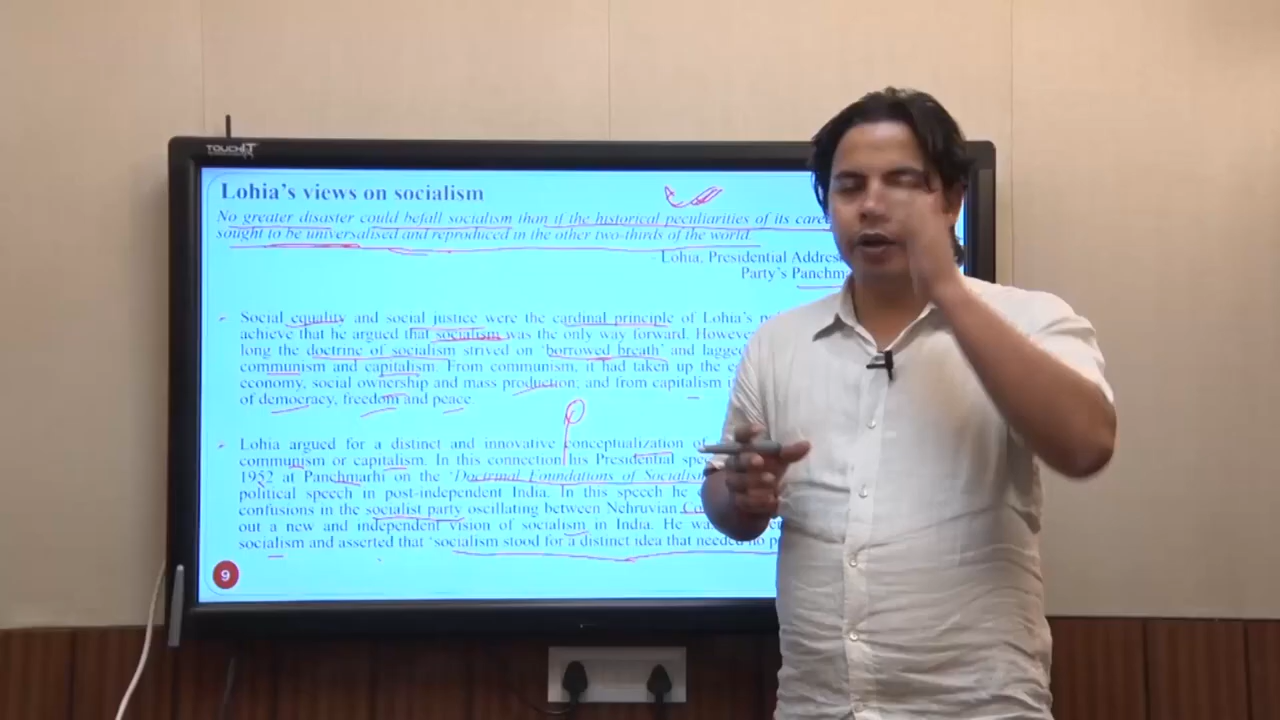 TOUCHIT
Lohia's views on socialism
No greater disaster could befall socialism than if the historical peculiarities of its
sought to be universalised and reproduced in the other two-thirds of the world.
- Lohia, Presidential
Party's
Social equality and social justice were the cardinal principle of Lohia's
achieve that he argued that socialism was the only way forward.
long the doctrine of socialism strived on 'borrowed breath' and
communism and capitalism. From communism, it had taken up the
economy, social ownership and mass production, and from capitalism
of democracy, freedom and peace.
Lohia argued for a distinct and innovative conceptualization of
communism or capitalism. In this connection his Presidential
1952 at Panchmarhi on the 'Doctrinal Foundations of
political speech in post-independent India. In this speech he
confusions in the socialist party oscillating between Nehruvian
out a new and independent vision of socialism in India. He
socialism and asserted that 'socialism stood for a distinct idea that needed no
9